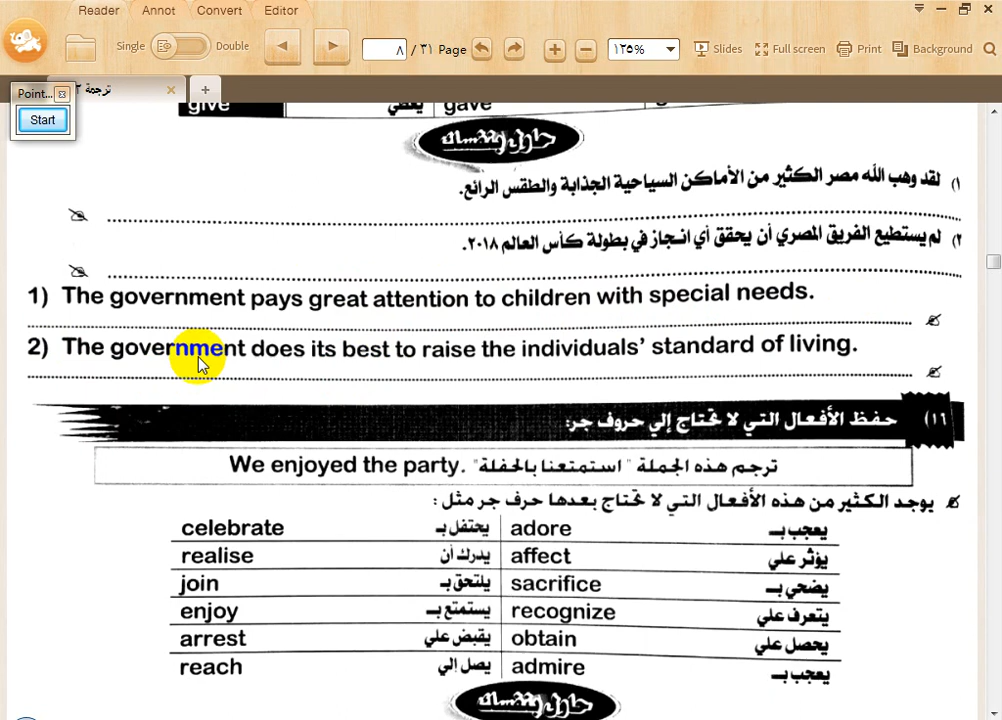 Reader Annot Convert Editor
Single Double ٨ / ٣١ Page ١٢٥% Slides Full screen Print Background
Point... ترجمة ٢
Start
give يعطي gave
حاول بنفسك
١) لقد وهب الله مصر الكثير من الأماكن السياحية الجذابة والطقس الرائع.
٢) لم يستطيع الفريق المصري أن يحقق أي انجاز في بطولة كأس العالم ٢٠١٨.
1) The government pays great attention to children with special needs.
2) The government does its best to raise the individuals' standard of living.
١٦) حفظ الأفعال التي لا تحتاج إلي حروف جر:
ترجم هذه الجملة "استمتعنا بالحفلة" We enjoyed the party.
يوجد الكثير من هذه الأفعال التي لا تحتاج بعدها حرف جر مثل :
celebrate يحتفل بـ adore يعجب بـ
realise يدرك أن affect يؤثر علي
join يلتحق بـ sacrifice يضحي بـ
enjoy يستمتع بـ recognize يتعرف علي
arrest يقبض علي obtain يحصل علي
reach يصل إلي admire يعجب بـ
حاول بنفسك